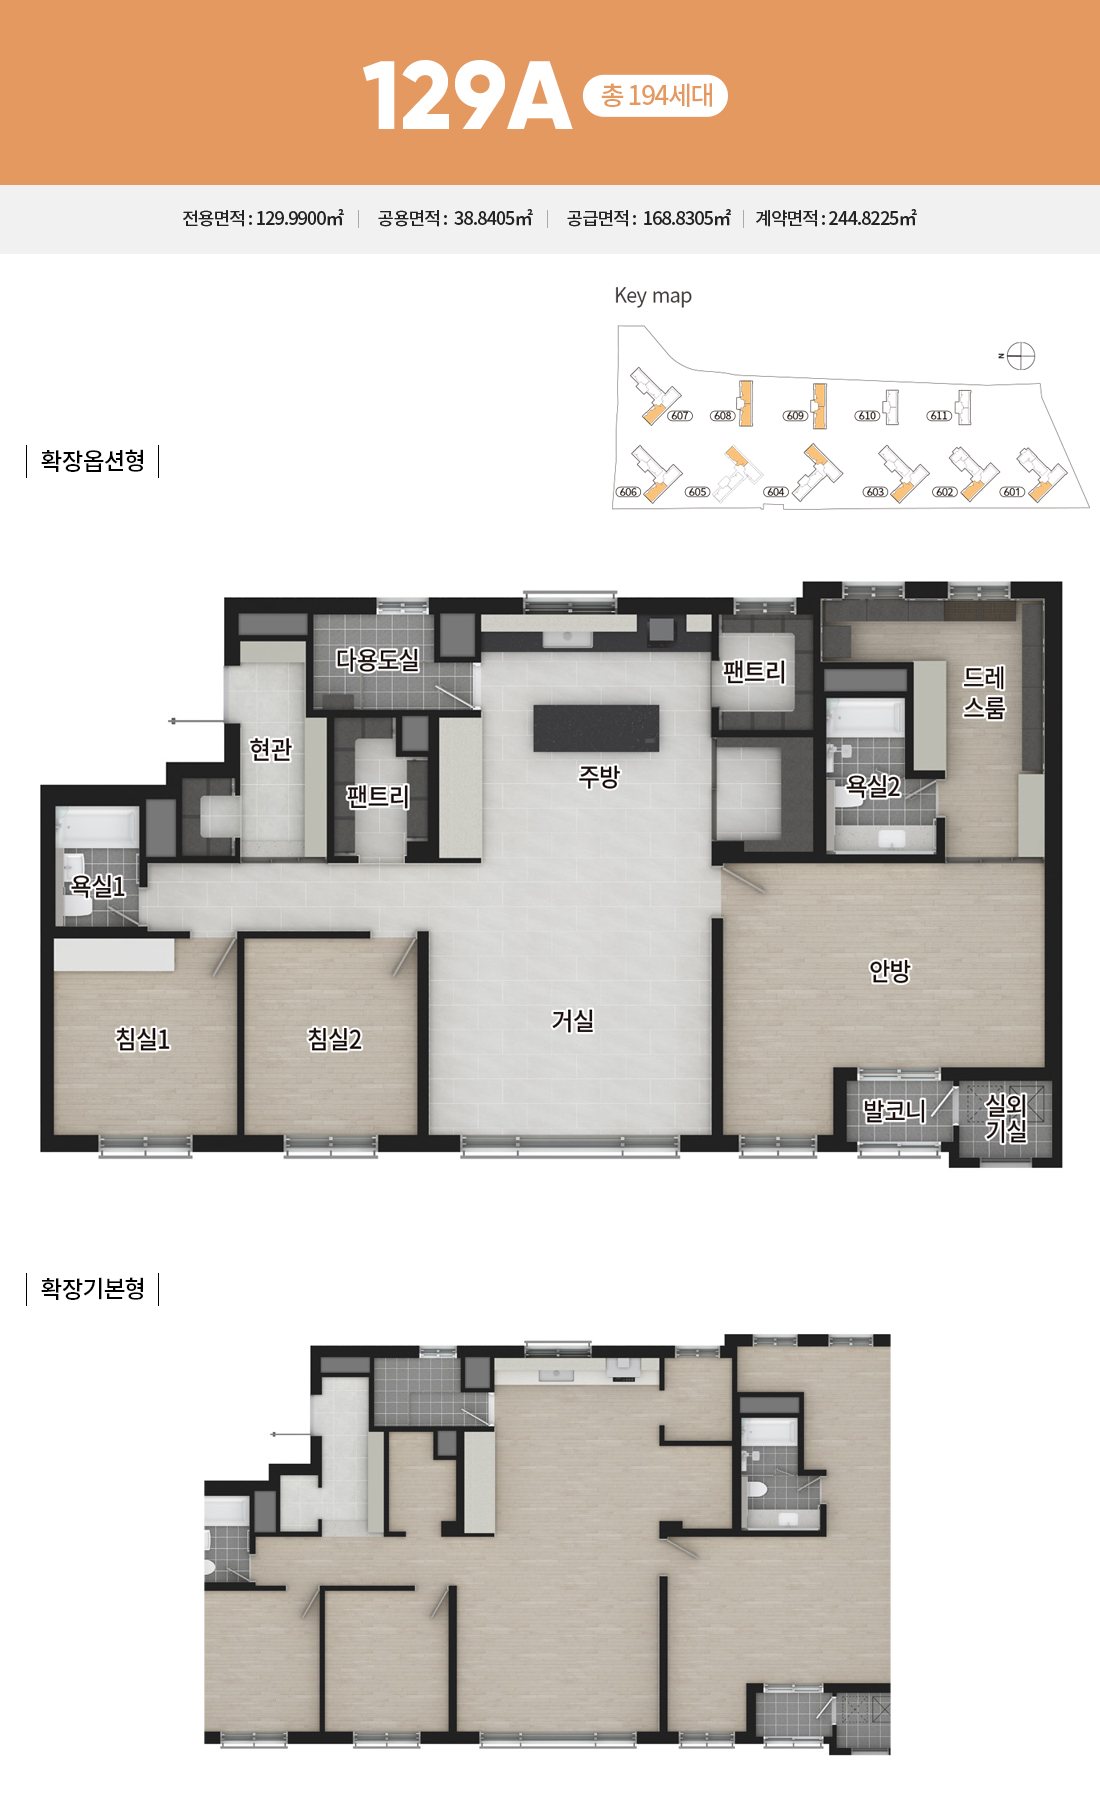 129A 총 194세대
전용면적 : 129.9900㎡ 공용면적 : 38.8405㎡ 공급면적 : 168.8305㎡ 계약면적 : 244.8225㎡
Key map
N
607 608 609 610 611
606 605 604 603 602 601
확장옵션형
다용도실
팬트리
드레
스룸
현관
주방
욕실2
팬트리
욕실1
안방
거실
침실1
침실2
발코니
실외
기실
확장기본형